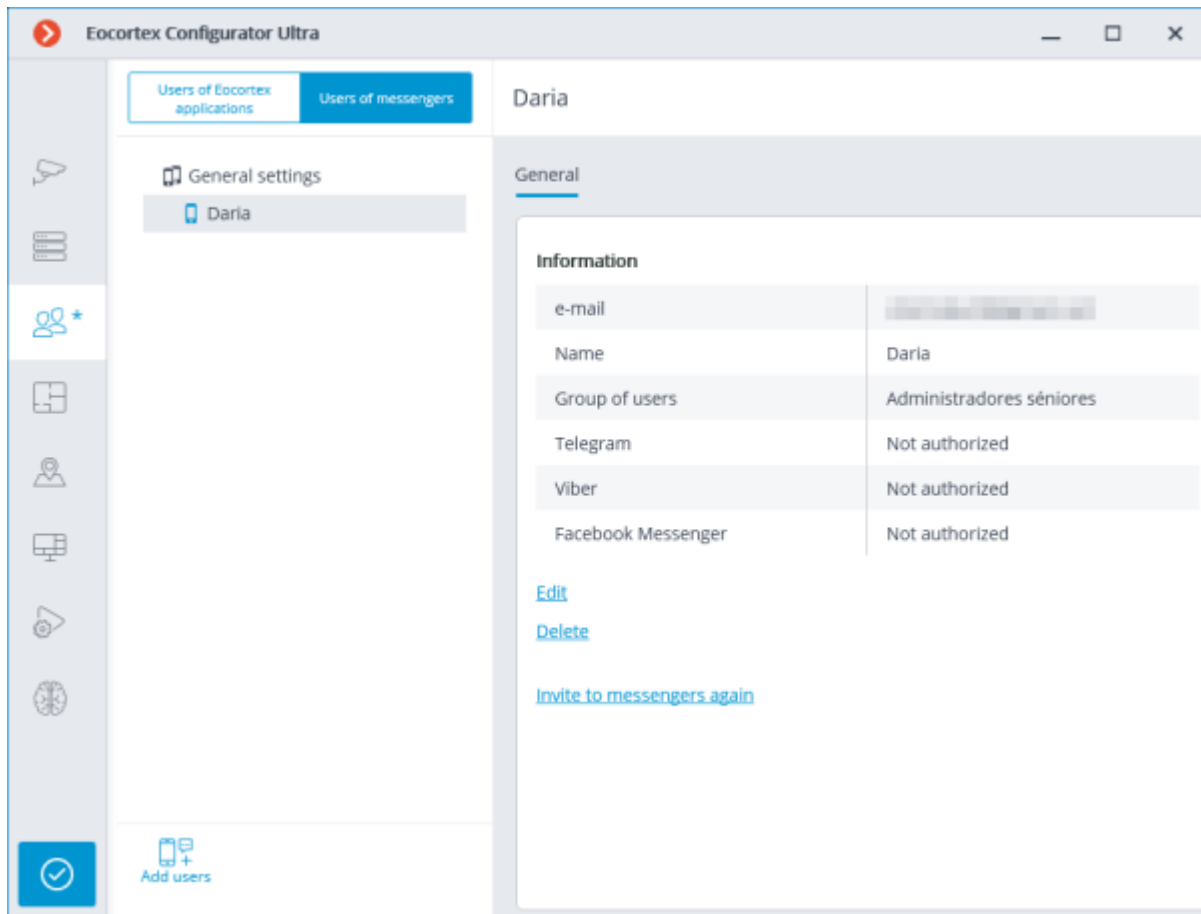 Eocortex Configurator Ultra
Users of Eocortex
applications
Users of messengers
Daria
General settings
Daria
General
Information
e-mail
Name Daria
Group of users Administradores séniores
Telegram Not authorized
Viber Not authorized
Facebook Messenger Not authorized
Edit
Delete
Invite to messengers again
Add users